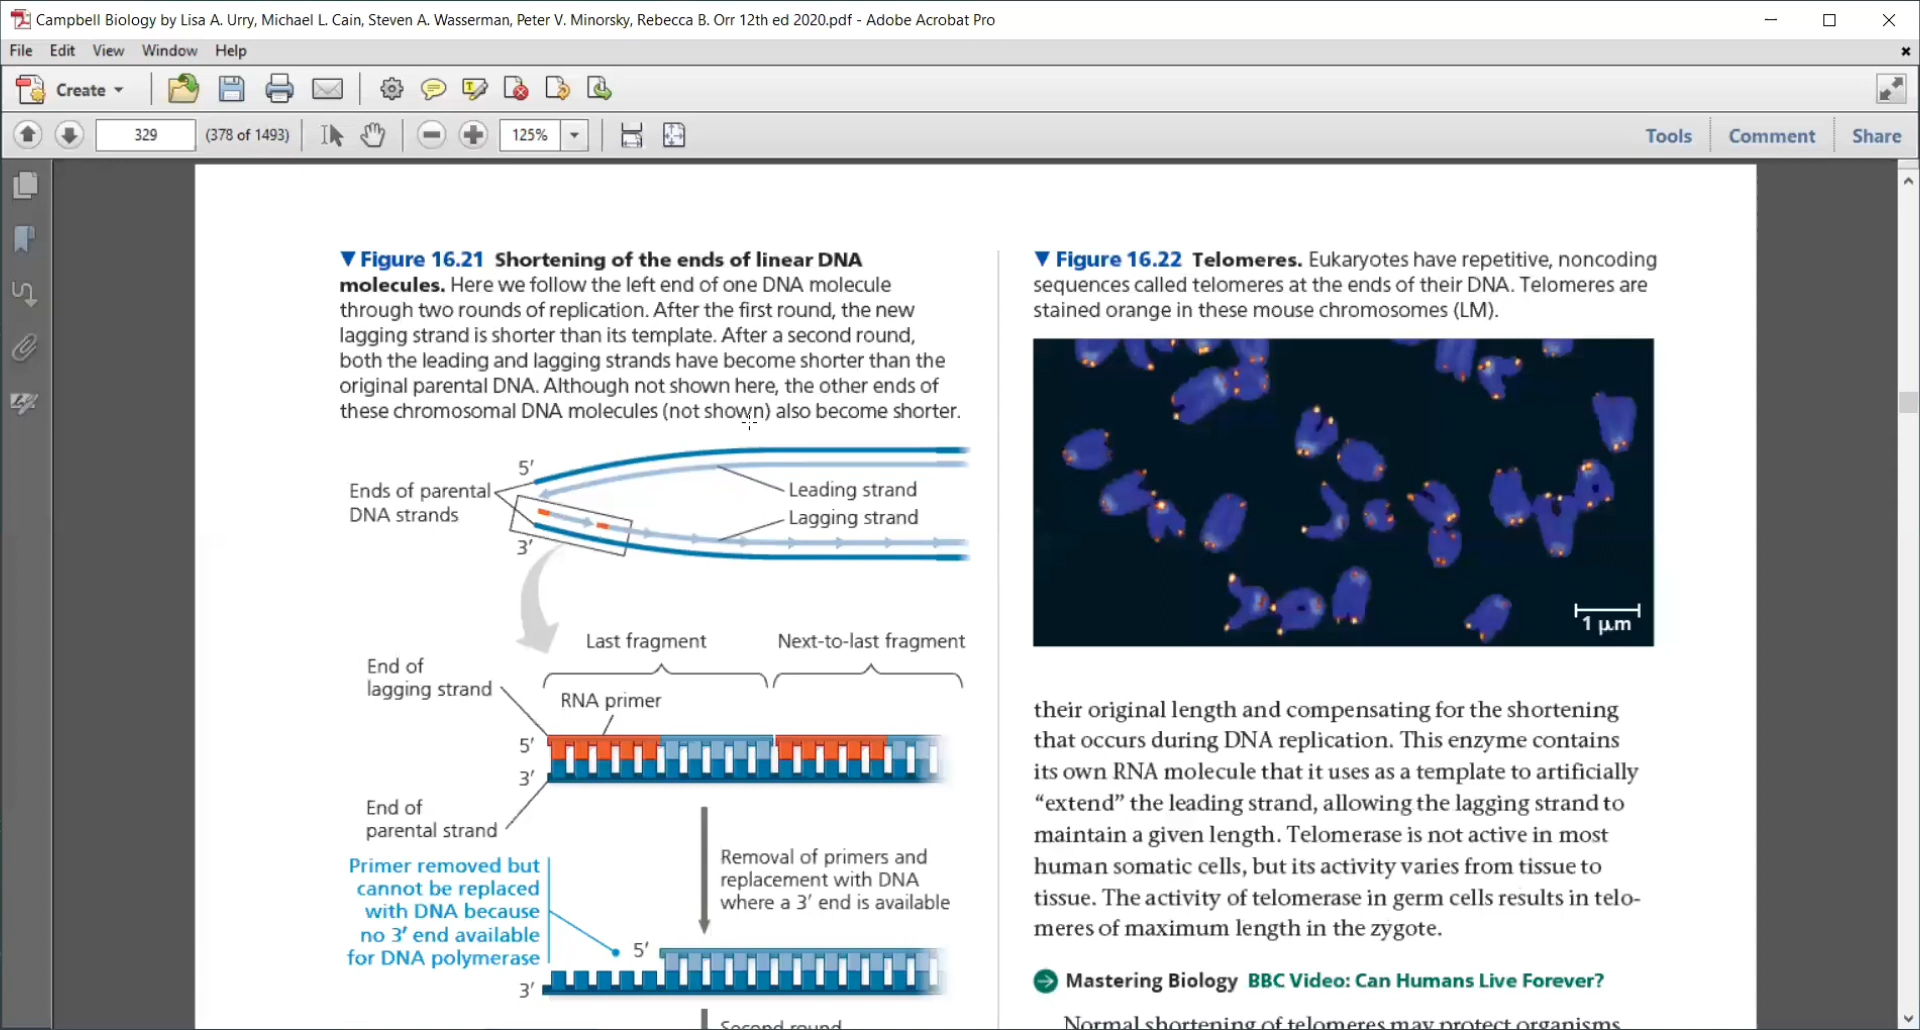 Campbell Biology by Lisa A. Urry, Michael L. Cain, Steven A. Wasserman, Peter V. Minorsky, Rebecca B. Orr 12th ed 2020.pdf - Adobe Acrobat Pro
File Edit View Window Help
Create
329 (378 of 1493) 125% Tools Comment Share
▼ Figure 16.21 Shortening of the ends of linear DNA
molecules. Here we follow the left end of one DNA molecule
through two rounds of replication. After the first round, the new
lagging strand is shorter than its template. After a second round,
both the leading and lagging strands have become shorter than the
original parental DNA. Although not shown here, the other ends of
these chromosomal DNA molecules (not shown) also become shorter.
5′
Ends of parental
DNA strands
3′
Leading strand
Lagging strand
Last fragment
Next-to-last fragment
End of
lagging strand
RNA primer
5′
3′
End of
parental strand
Primer removed but
cannot be replaced
with DNA because
no 3′ end available
for DNA polymerase
Removal of primers and
replacement with DNA
where a 3′ end is available
5′
3′
Second round
▼ Figure 16.22 Telomeres. Eukaryotes have repetitive, noncoding
sequences called telomeres at the ends of their DNA. Telomeres are
stained orange in these mouse chromosomes (LM).
1 µm
their original length and compensating for the shortening
that occurs during DNA replication. This enzyme contains
its own RNA molecule that it uses as a template to artificially
“extend” the leading strand, allowing the lagging strand to
maintain a given length. Telomerase is not active in most
human somatic cells, but its activity varies from tissue to
tissue. The activity of telomerase in germ cells results in telo-
meres of maximum length in the zygote.
Mastering Biology BBC Video: Can Humans Live Forever?
Normal shortening of telomeres may protect organisms